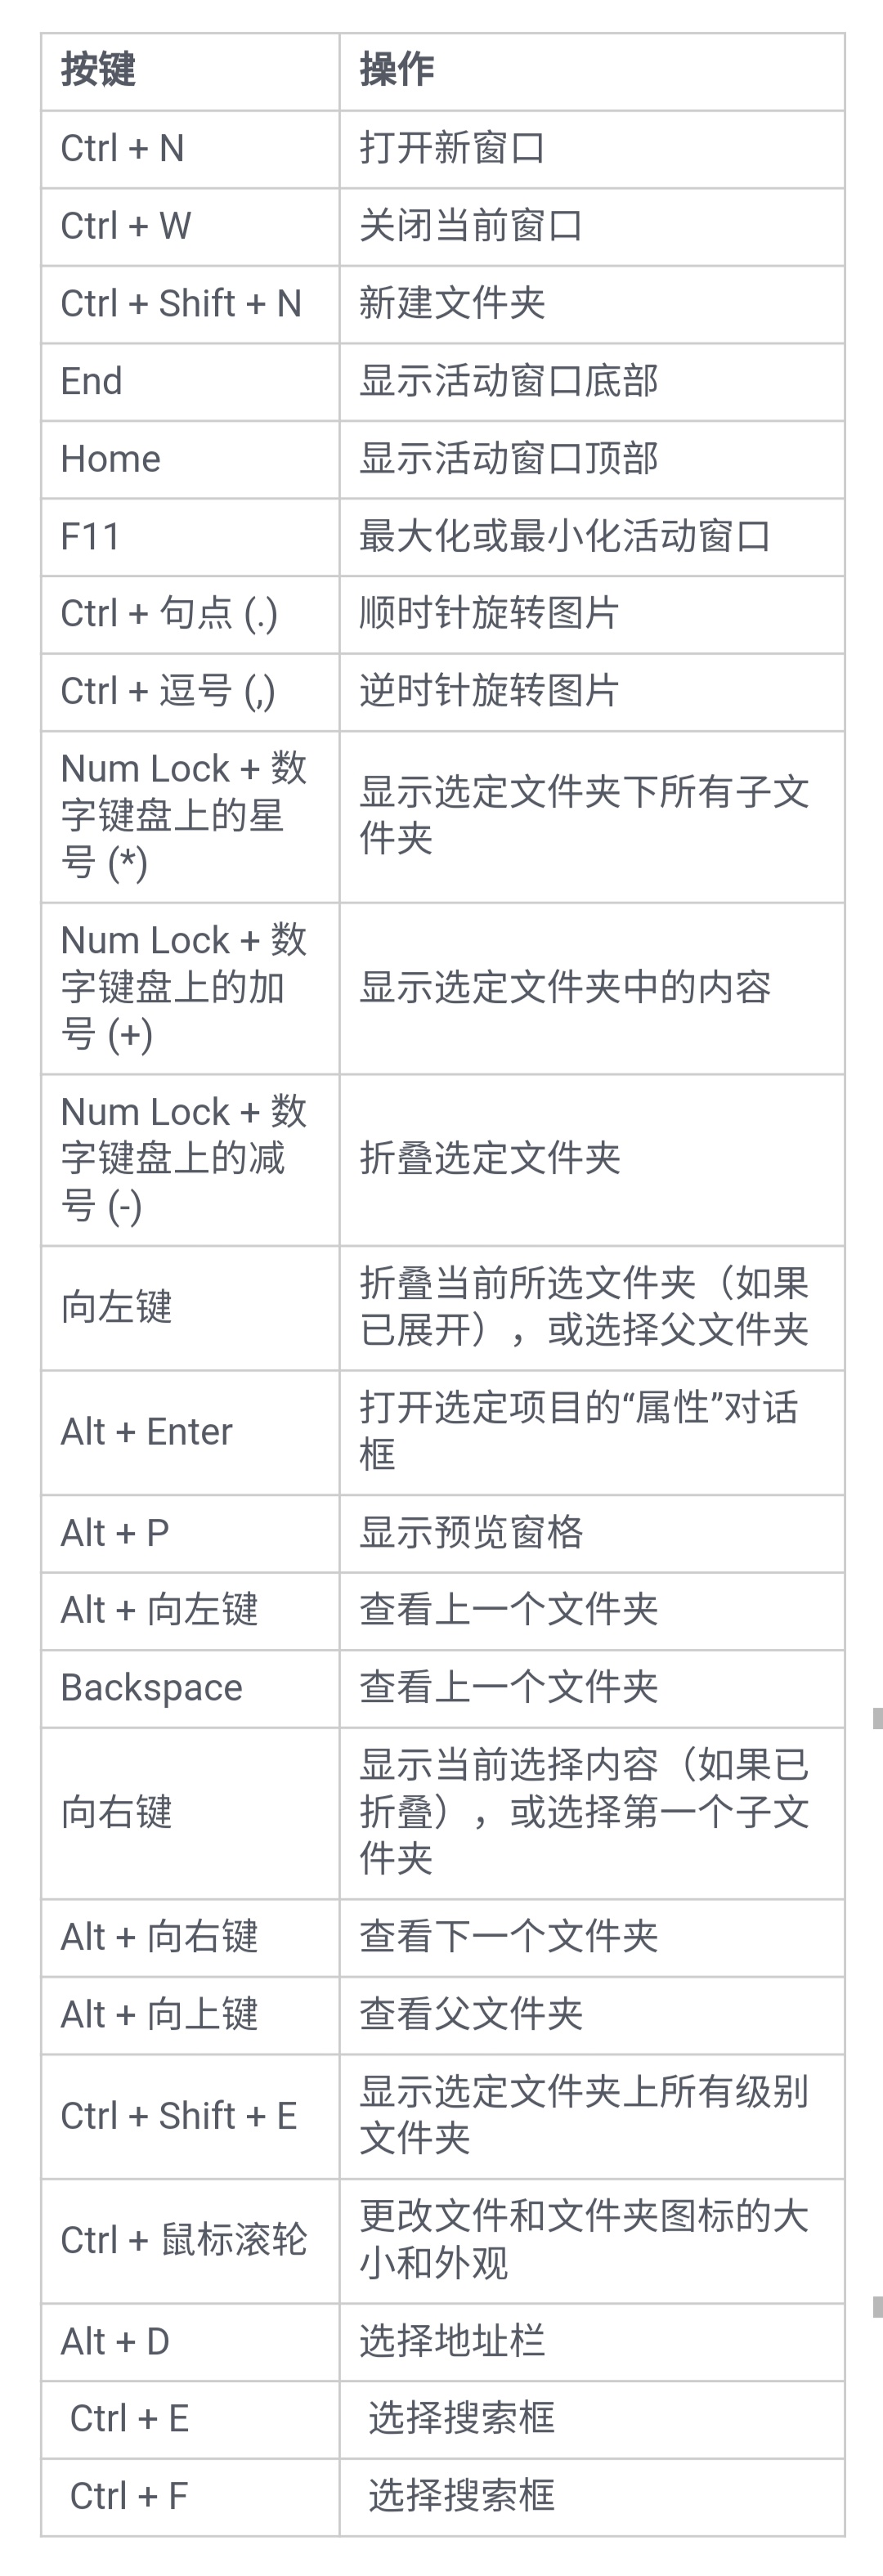 按键
操作
Ctrl + N
打开新窗口
Ctrl + W
关闭当前窗口
Ctrl + Shift + N
新建文件夹
End
显示活动窗口底部
Home
显示活动窗口顶部
F11
最大化或最小化活动窗口
Ctrl + 句点 (.)
顺时针旋转图片
Ctrl + 逗号 (,)
逆时针旋转图片
Num Lock + 数
字键盘上的星
号 (*)
显示选定文件夹下所有子文
件夹
Num Lock + 数
字键盘上的加
号 (+)
显示选定文件夹中的内容
Num Lock + 数
字键盘上的减
号 (-)
折叠选定文件夹
向左键
折叠当前所选文件夹（如果
已展开），或选择父文件夹
Alt + Enter
打开选定项目的“属性”对话
框
Alt + P
显示预览窗格
Alt + 向左键
查看上一个文件夹
Backspace
查看上一个文件夹
向右键
显示当前选择内容（如果已
折叠），或选择第一个子文
件夹
Alt + 向右键
查看下一个文件夹
Alt + 向上键
查看父文件夹
Ctrl + Shift + E
显示选定文件夹上所有级别
文件夹
Ctrl + 鼠标滚轮
更改文件和文件夹图标的大
小和外观
Alt + D
选择地址栏
Ctrl + E
选择搜索框
Ctrl + F
选择搜索框